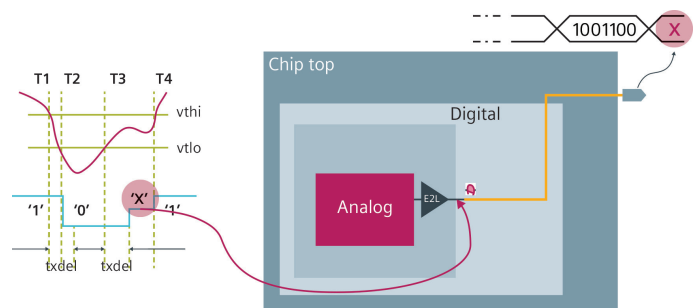 1001100 X
Chip top
T1 T2 T3 T4
vthi
Digital
vtlo
'X'
E2L
Analog
'1' '0' '1'
txdel txdel